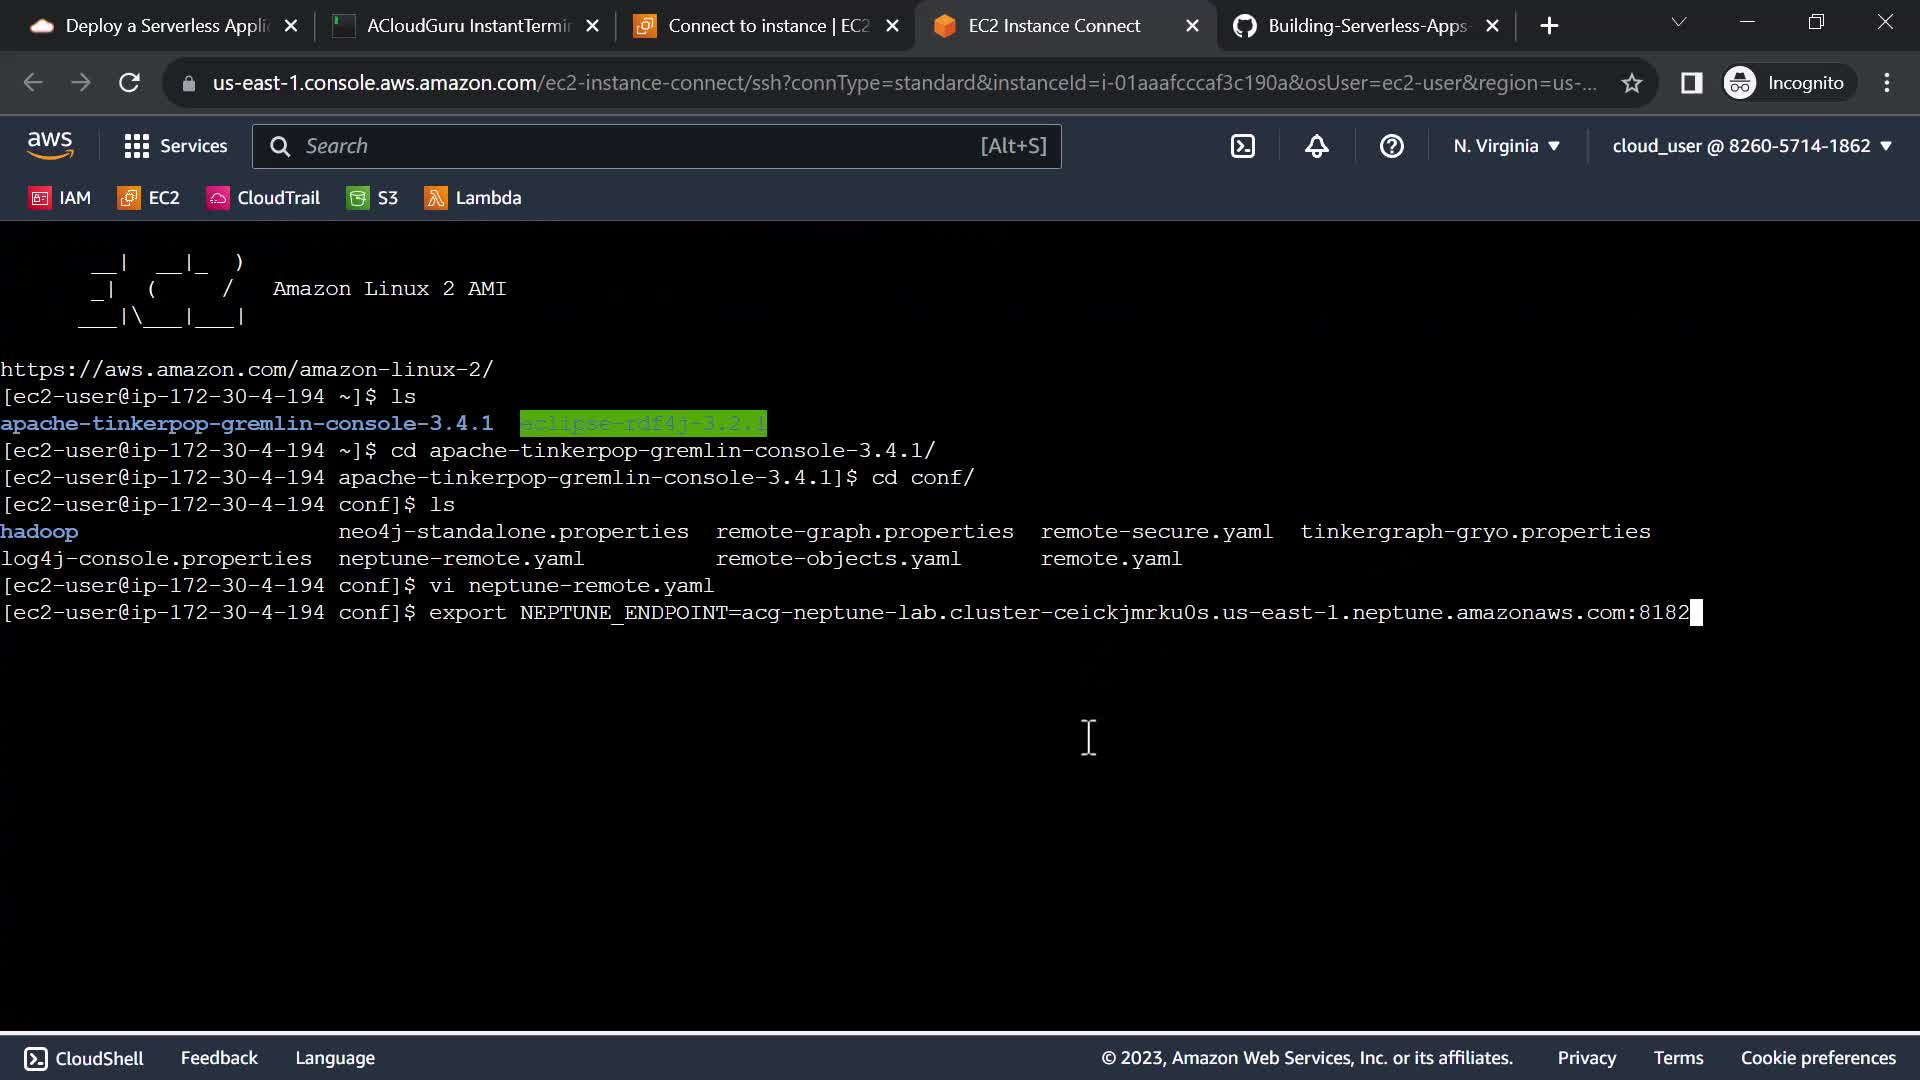 Deploy a Serverless Appli
ACloudGuru InstantTermin
Connect to instance | EC2
EC2 Instance Connect
Building-Serverless-Apps-
us-east-1.console.aws.amazon.com/ec2-instance-connect/ssh?connType=standard&instanceId=i-01aaafcccaf3c190a&osUser=ec2-user&region=us-...
Incognito
aws
Services
Search
[Alt+S]
N. Virginia
cloud_user @ 8260-5714-1862
IAM
EC2
CloudTrail
S3
Lambda
__| __|_ )
_| ( /   Amazon Linux 2 AMI
___|\___|___|
https://aws.amazon.com/amazon-linux-2/
[ec2-user@ip-172-30-4-194 ~]$ ls
apache-tinkerpop-gremlin-console-3.4.1  eclipse-rdf4j-3.2.1
[ec2-user@ip-172-30-4-194 ~]$ cd apache-tinkerpop-gremlin-console-3.4.1/
[ec2-user@ip-172-30-4-194 apache-tinkerpop-gremlin-console-3.4.1]$ cd conf/
[ec2-user@ip-172-30-4-194 conf]$ ls
hadoop                    neo4j-standalone.properties  remote-graph.properties  remote-secure.yaml  tinkergraph-gryo.properties
log4j-console.properties  neptune-remote.yaml          remote-objects.yaml      remote.yaml
[ec2-user@ip-172-30-4-194 conf]$ vi neptune-remote.yaml
[ec2-user@ip-172-30-4-194 conf]$ export NEPTUNE_ENDPOINT=acg-neptune-lab.cluster-ceickjmrku0s.us-east-1.neptune.amazonaws.com:8182
CloudShell
Feedback
Language
© 2023, Amazon Web Services, Inc. or its affiliates.
Privacy
Terms
Cookie preferences